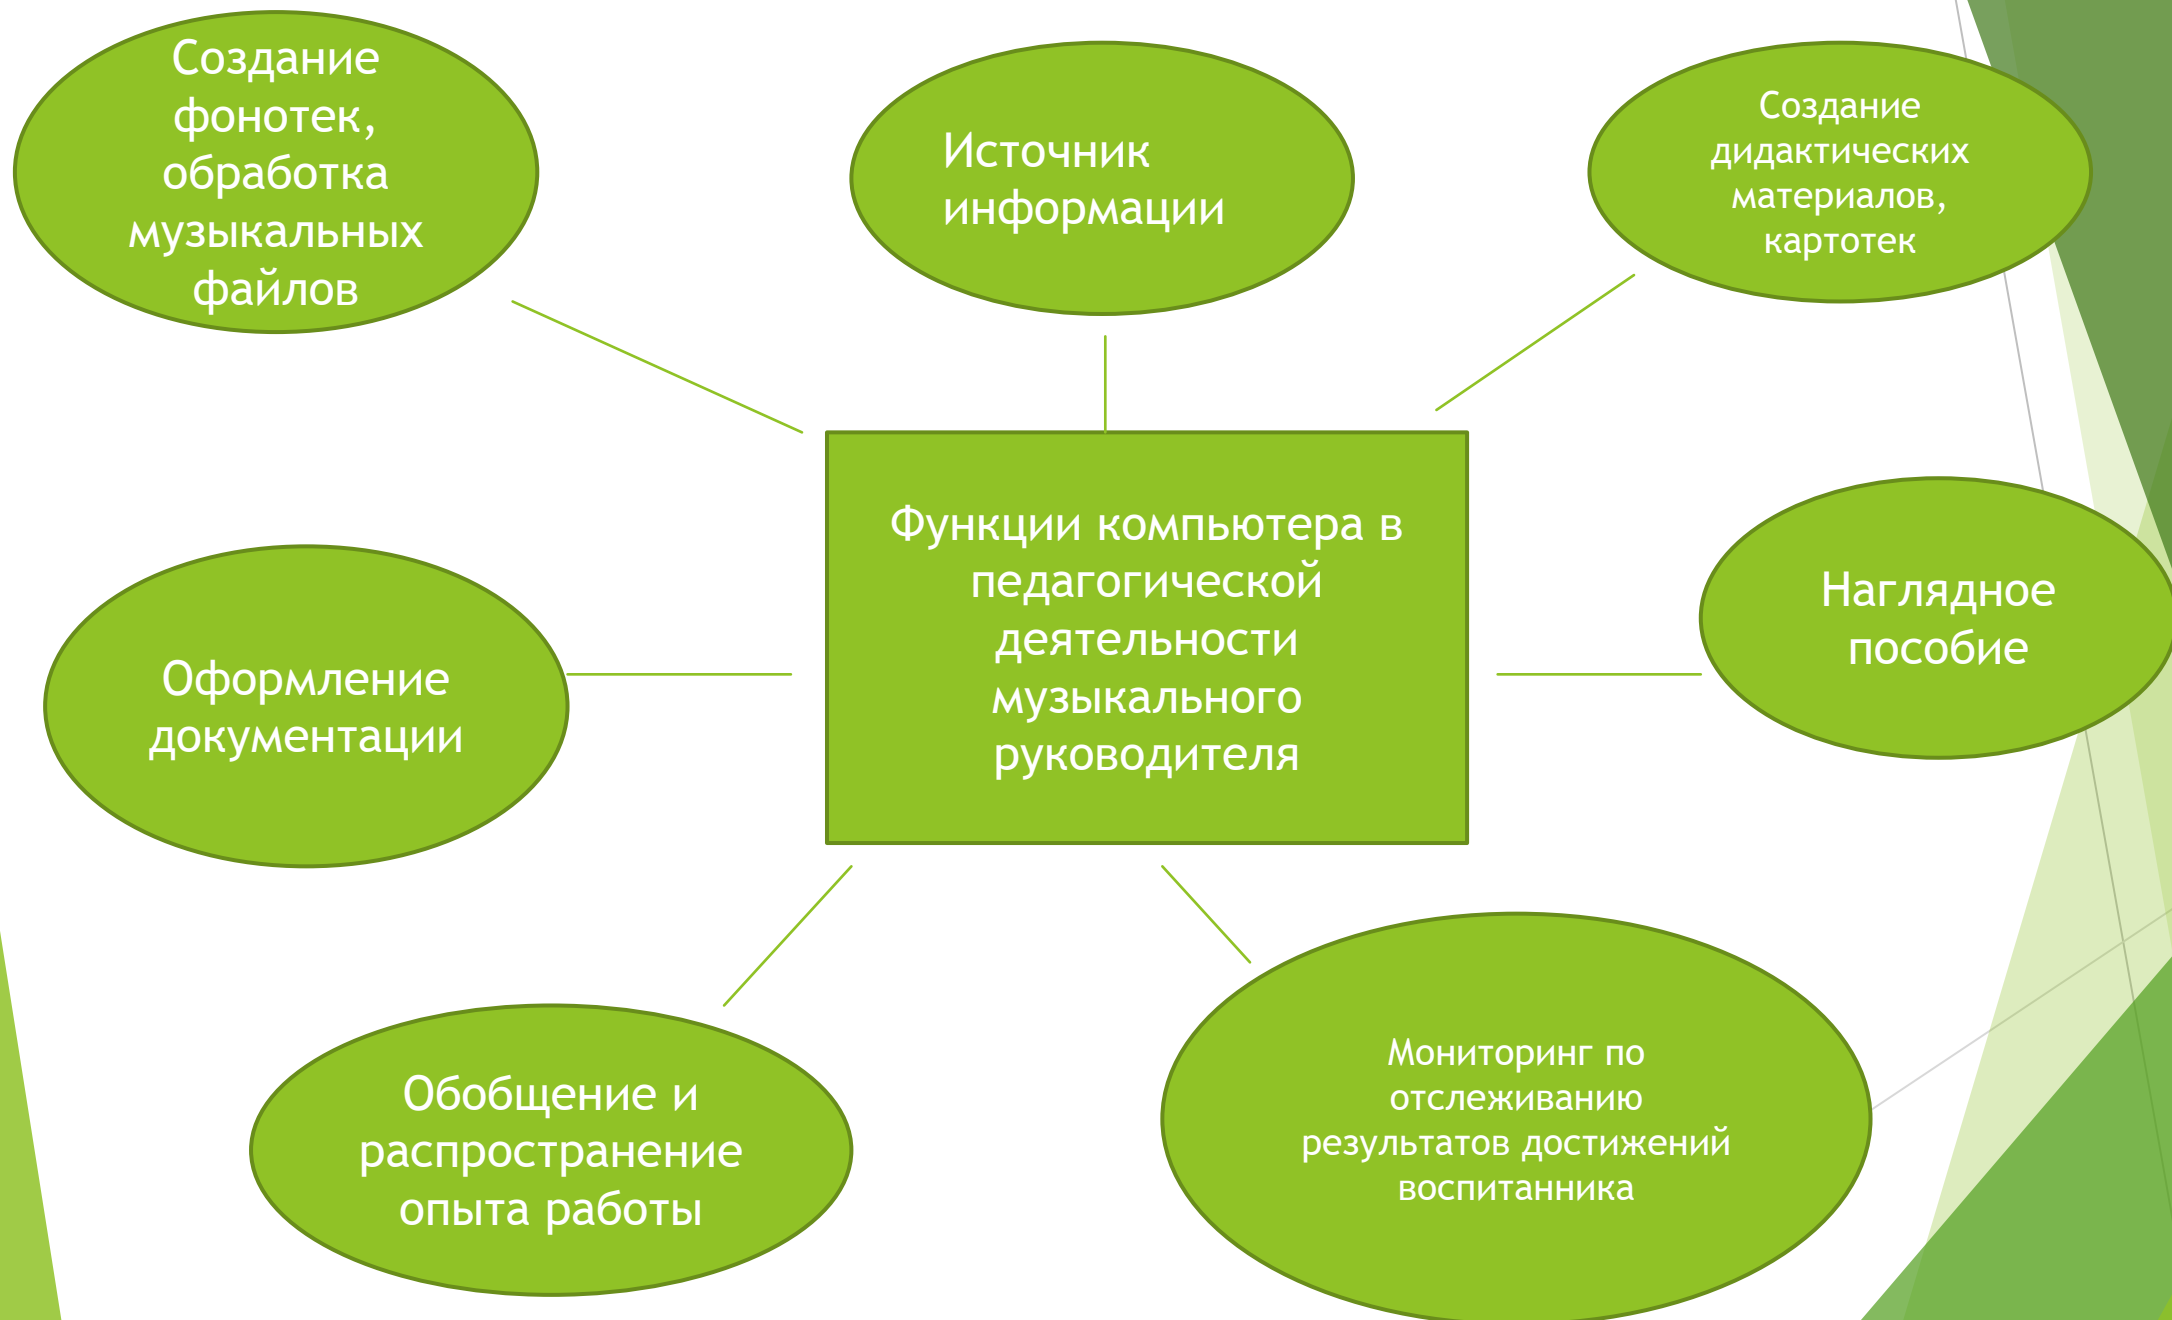 Создание
фонотек,
обработка
музыкальных
файлов
Источник
информации
Создание
дидактических
материалов,
картотек
Функции компьютера в
педагогической
деятельности
музыкального
руководителя
Наглядное
пособие
Оформление
документации
Обобщение и
распространение
опыта работы
Мониторинг по
отслеживанию
результатов достижений
воспитанника